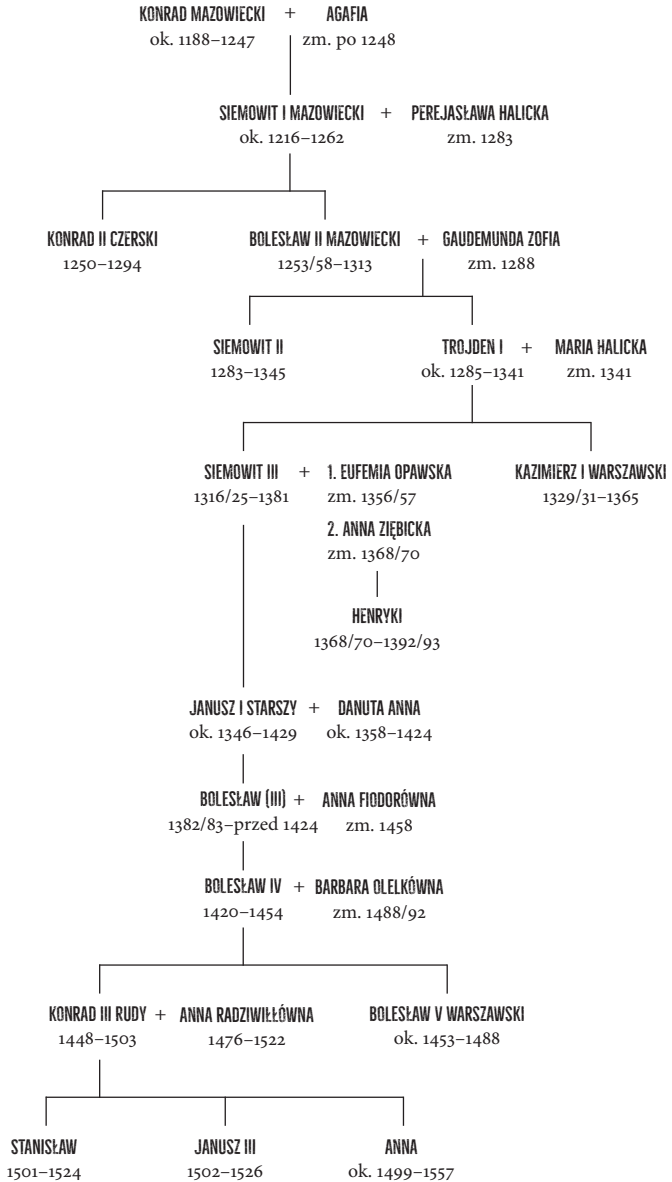 KONRAD MAZOWIECKI + AGAFIA
ok. 1188–1247 zm. po 1248
SIEMOWIT I MAZOWIECKI + PEREJASŁAWA HALICKA
ok. 1216–1262 zm. 1283
KONRAD II CZERSKI BOLESŁAW II MAZOWIECKI + GAUDEMUNDA ZOFIA
1250–1294 1253/58–1313 zm. 1288
SIEMOWIT II TROJDEN I + MARIA HALICKA
1283–1345 ok. 1285–1341 zm. 1341
SIEMOWIT III + 1. EUFEMIA OPAWSKA KAZIMIERZ I WARSZAWSKI
1316/25–1381 zm. 1356/57 1329/31–1365
2. ANNA ZIĘBICKA
zm. 1368/70
HENRYKI
1368/70–1392/93
JANUSZ I STARSZY + DANUTA ANNA
ok. 1346–1429 ok. 1358–1424
BOLESŁAW (III) + ANNA FIODORÓWNA
1382/83–przed 1424 zm. 1458
BOLESŁAW IV + BARBARA OLELKÓWNA
1420–1454 zm. 1488/92
KONRAD III RUDY + ANNA RADZIWIŁŁÓWNA BOLESŁAW V WARSZAWSKI
1448–1503 1476–1522 ok. 1453–1488
STANISŁAW JANUSZ III ANNA
1501–1524 1502–1526 ok. 1499–1557